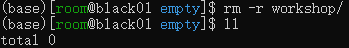 (base)[room@black01 empty]$ rm -r workshop/
(base)[room@black01 empty]$ ll
total 0